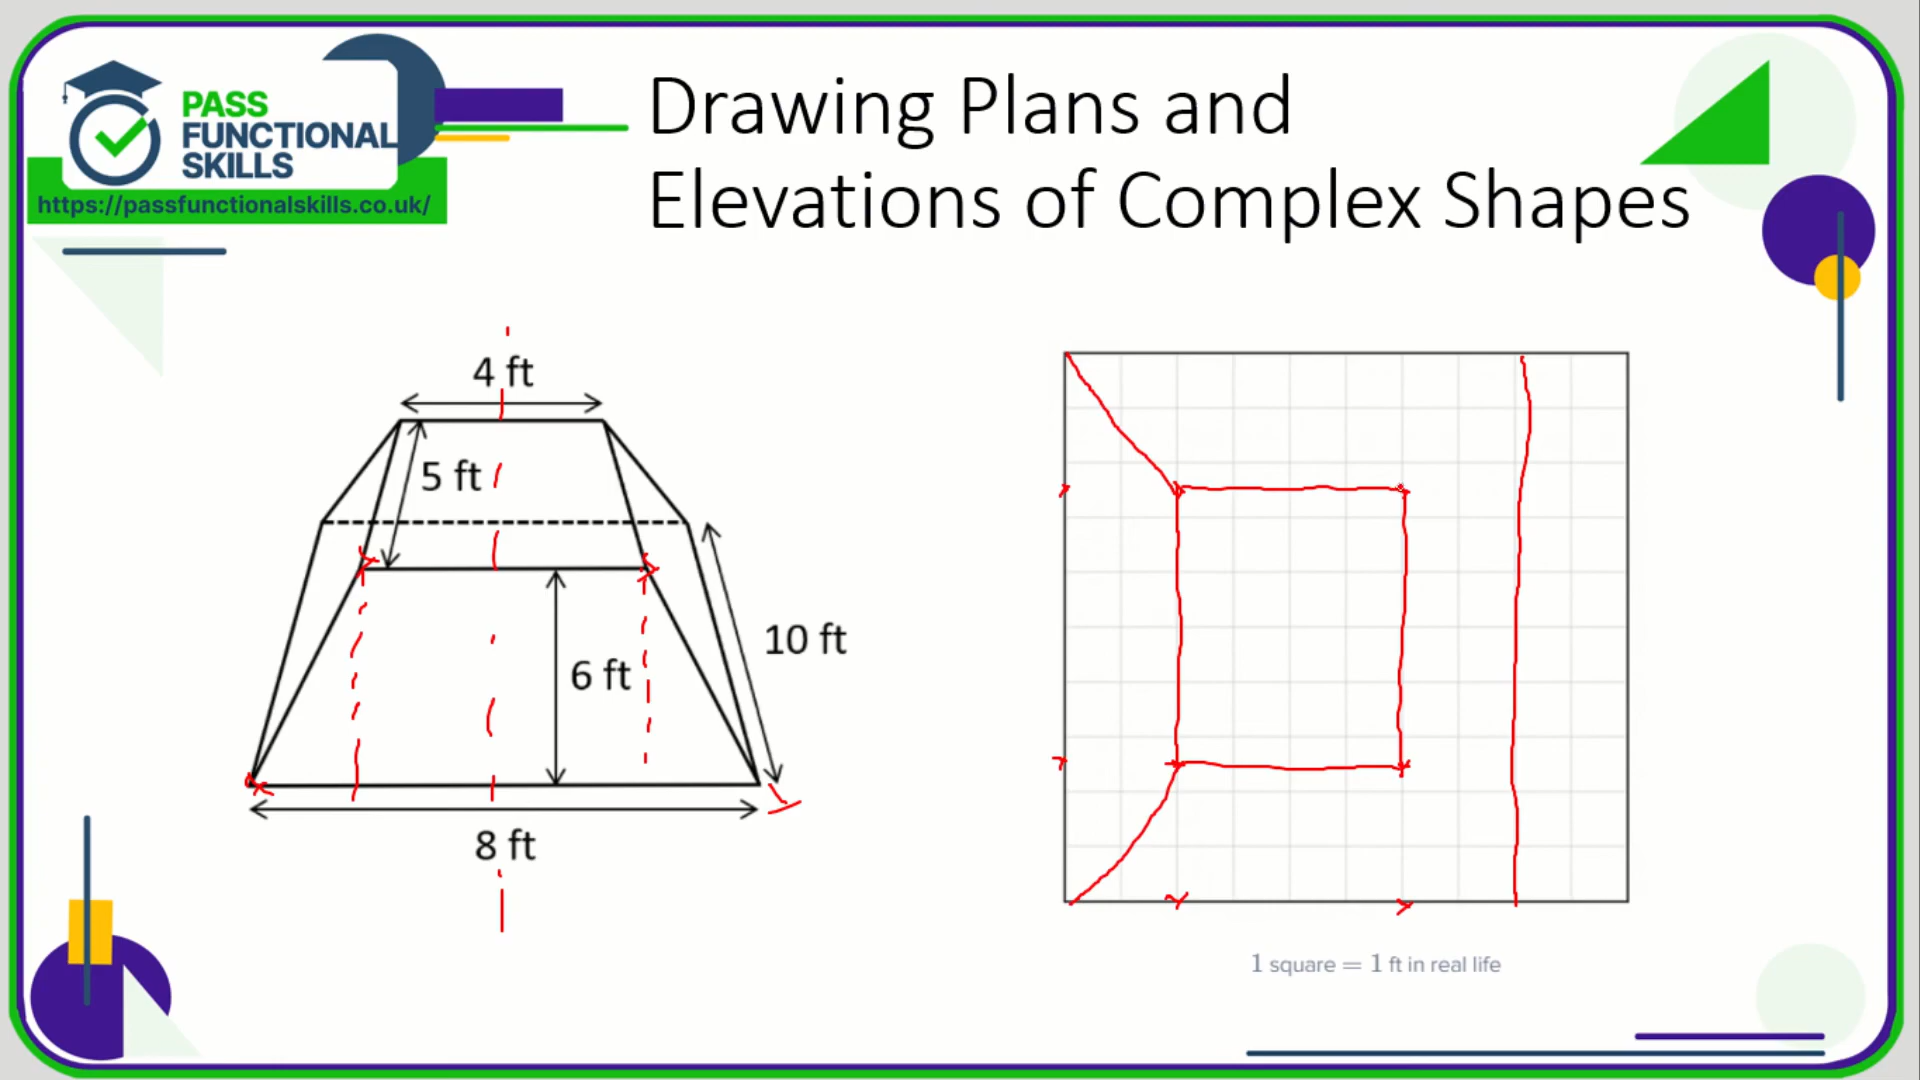 PASS
FUNCTIONAL
SKILLS
https://passfunctionalskills.co.uk/
Drawing Plans and
Elevations of Complex Shapes
4 ft
5 ft
10 ft
6 ft
8 ft
1 square = 1 ft in real life